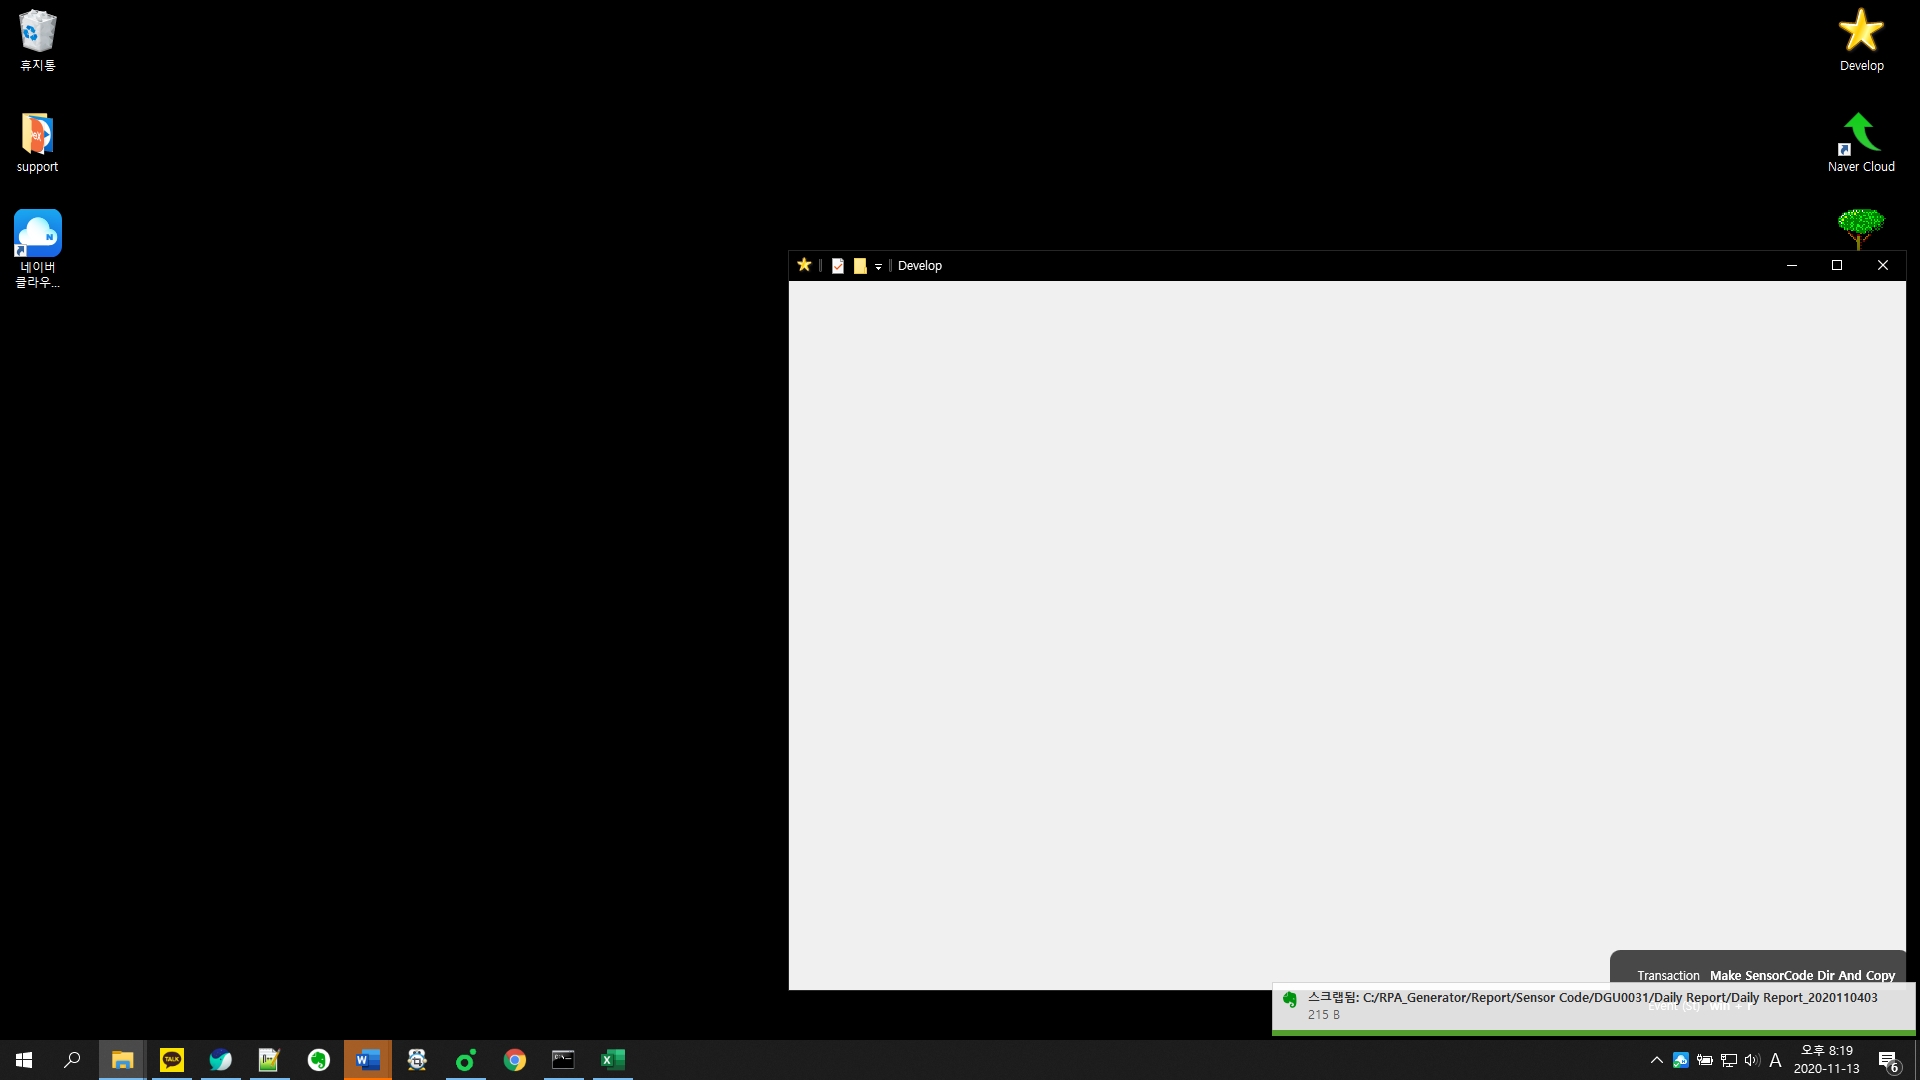 휴지통
support
네이버
클라우...
Develop
Naver Cloud
Develop
Transaction Make SensorCode Dir And Copy
스크랩됨: C:/RPA_Generator/Report/Sensor Code/DGU0031/Daily Report/Daily Report_2020110403
215 B
TALK
A
오후 8:19
2020-11-13
6